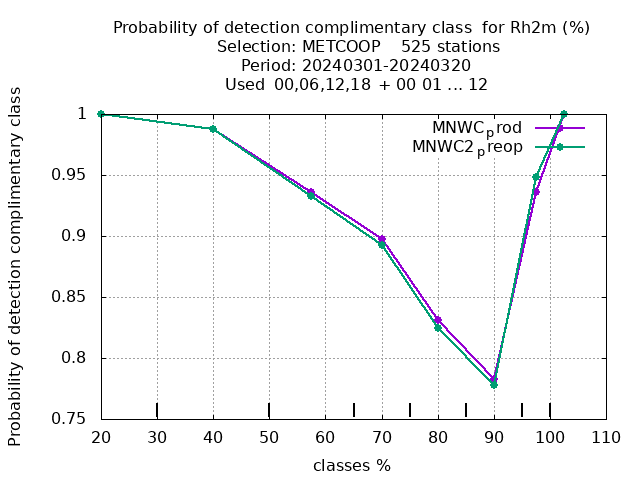 Probability of detection complimentary class  for Rh2m (%)
Selection: METCOOP    525 stations
Period: 20240301-20240320
Used  00,06,12,18 + 00 01 ... 12
Probability of detection complimentary class
1
0.95
0.9
0.85
0.8
0.75
MNWCprod
MNWC2preop
20 30 40 50 60 70 80 90 100 110
classes %